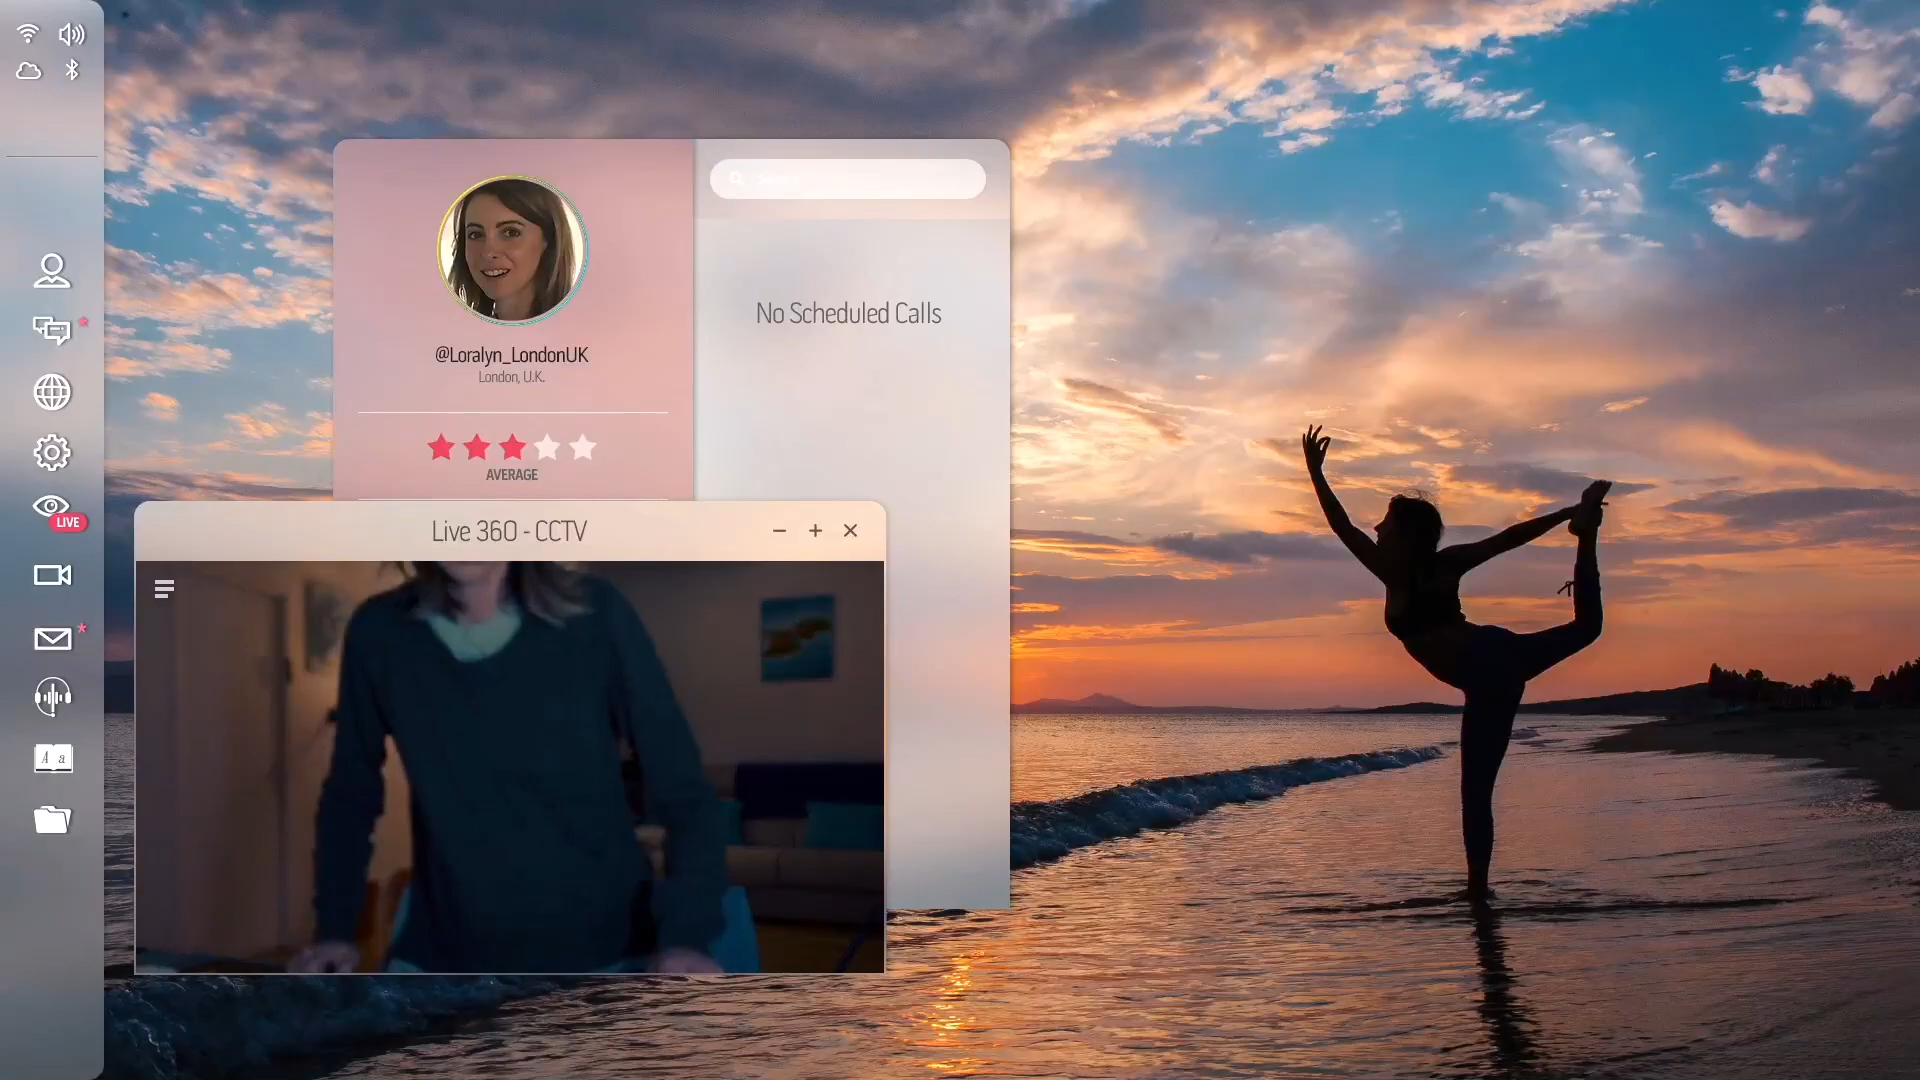 @Loralyn_LondonUK
London, U.K.
AVERAGE
No Scheduled Calls
LIVE
Live 360 - CCTV
A a